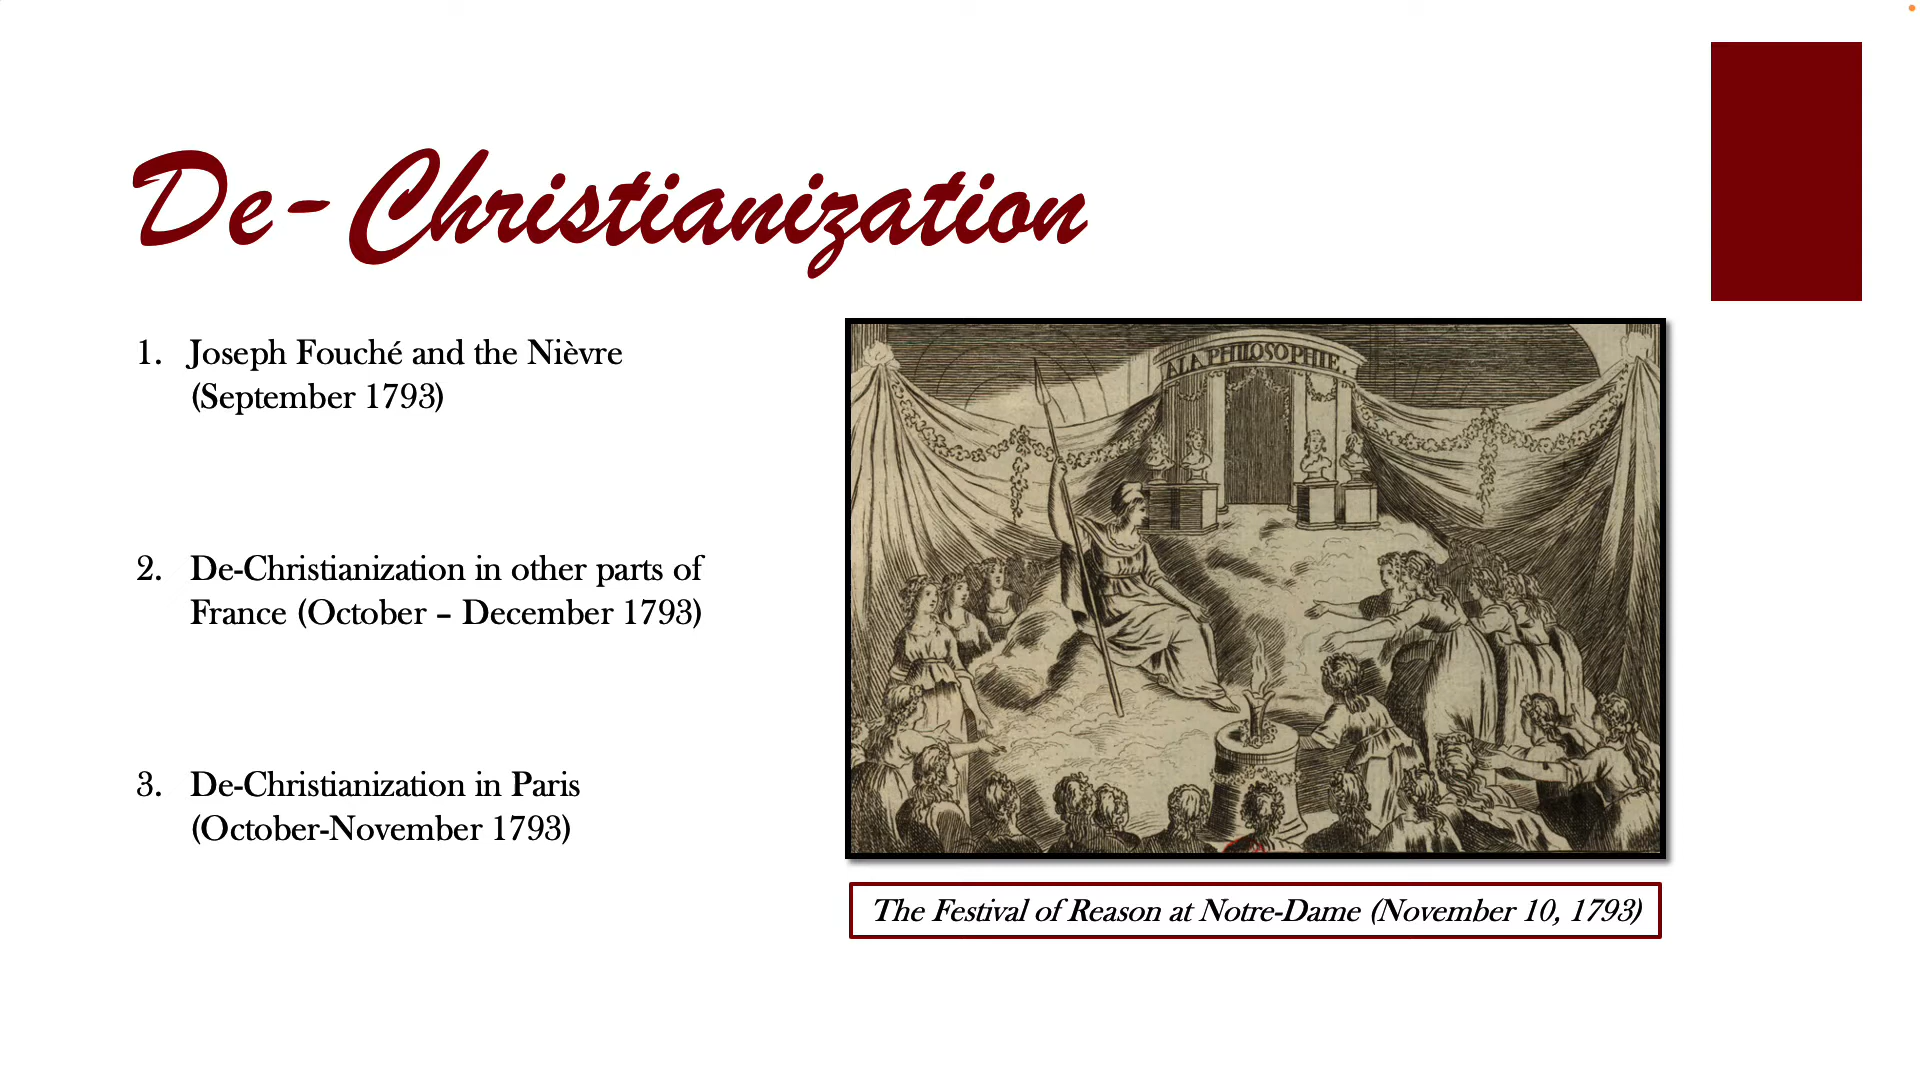 De-Christianization
1. Joseph Fouché and the Nièvre
(September 1793)
2. De-Christianization in other parts of
France (October – December 1793)
3. De-Christianization in Paris
(October-November 1793)
A LA PHILOSOPHIE
The Festival of Reason at Notre-Dame (November 10, 1793)